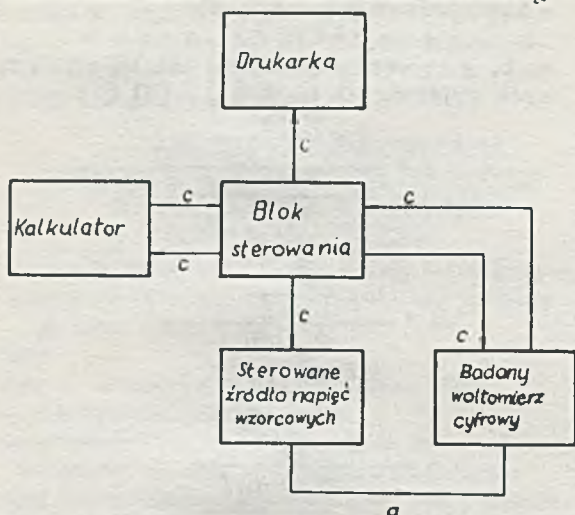 Drukarka
c
Kalkulator
c
c
Blok
sterowania
c
c
c
Sterowane
źródło napięć
wzorcowych
Badany
woltomierz
cyfrowy
a